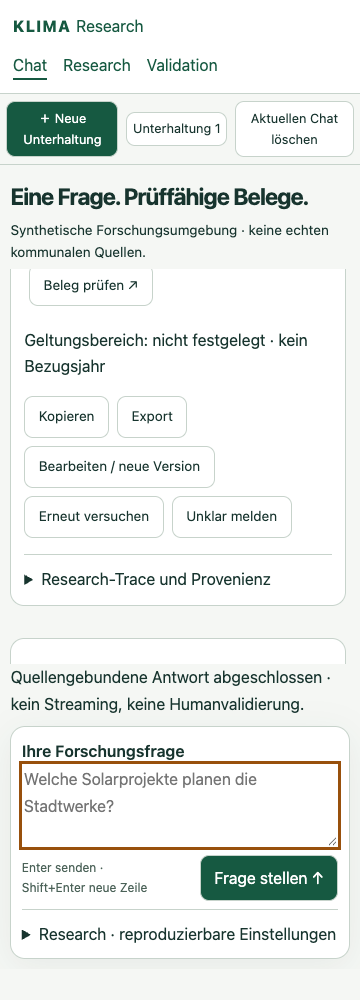 KLIMA Research
Chat Research Validation
+ Neue
Unterhaltung
Unterhaltung 1
Aktuellen Chat
löschen
Eine Frage. Prüffähige Belege.
Synthetische Forschungsumgebung · keine echten
kommunalen Quellen.
Beleg prüfen ↗
Geltungsbereich: nicht festgelegt · kein
Bezugsjahr
Kopieren
Export
Bearbeiten / neue Version
Erneut versuchen
Unklar melden
▶ Research-Trace und Provenienz
Quellengebundene Antwort abgeschlossen ·
kein Streaming, keine Humanvalidierung.
Ihre Forschungsfrage
Welche Solarprojekte planen die
Stadtwerke?
Enter senden ·
Shift+Enter neue Zeile
Frage stellen ↑
▶ Research · reproduzierbare Einstellungen